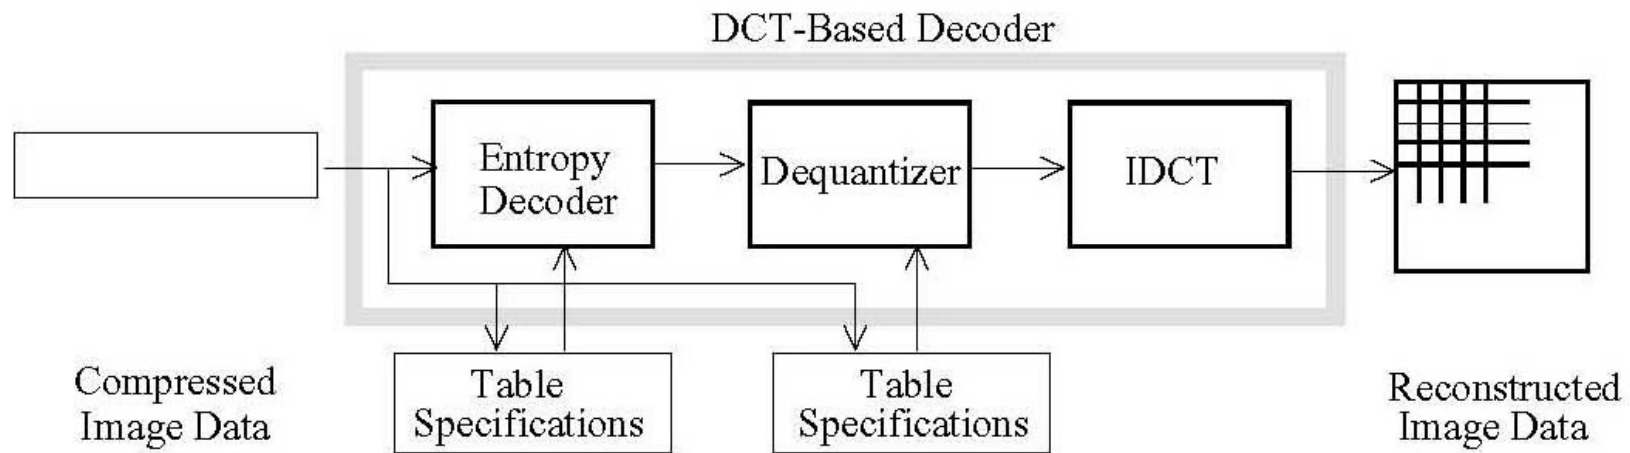 DCT-Based Decoder
Entropy
Decoder
Dequantizer
IDCT
Compressed
Image Data
Table
Specifications
Table
Specifications
Reconstructed
Image Data